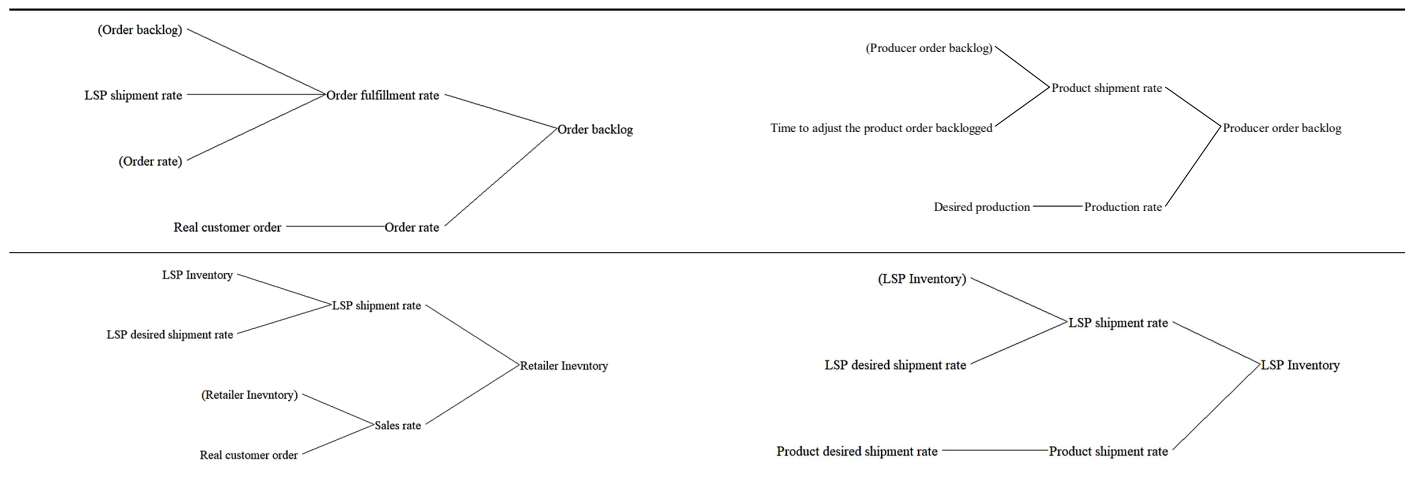 (Order backlog)
LSP shipment rate
Order fulfillment rate
Order backlog
(Order rate)
Real customer order
Order rate
(Producer order backlog)
Product shipment rate
Time to adjust the product order backlogged
Producer order backlog
Desired production
Production rate
LSP Inventory
LSP shipment rate
LSP desired shipment rate
Retailer Inevntory
(Retailer Inevntory)
Sales rate
Real customer order
(LSP Inventory)
LSP shipment rate
LSP desired shipment rate
LSP Inventory
Product desired shipment rate
Product shipment rate